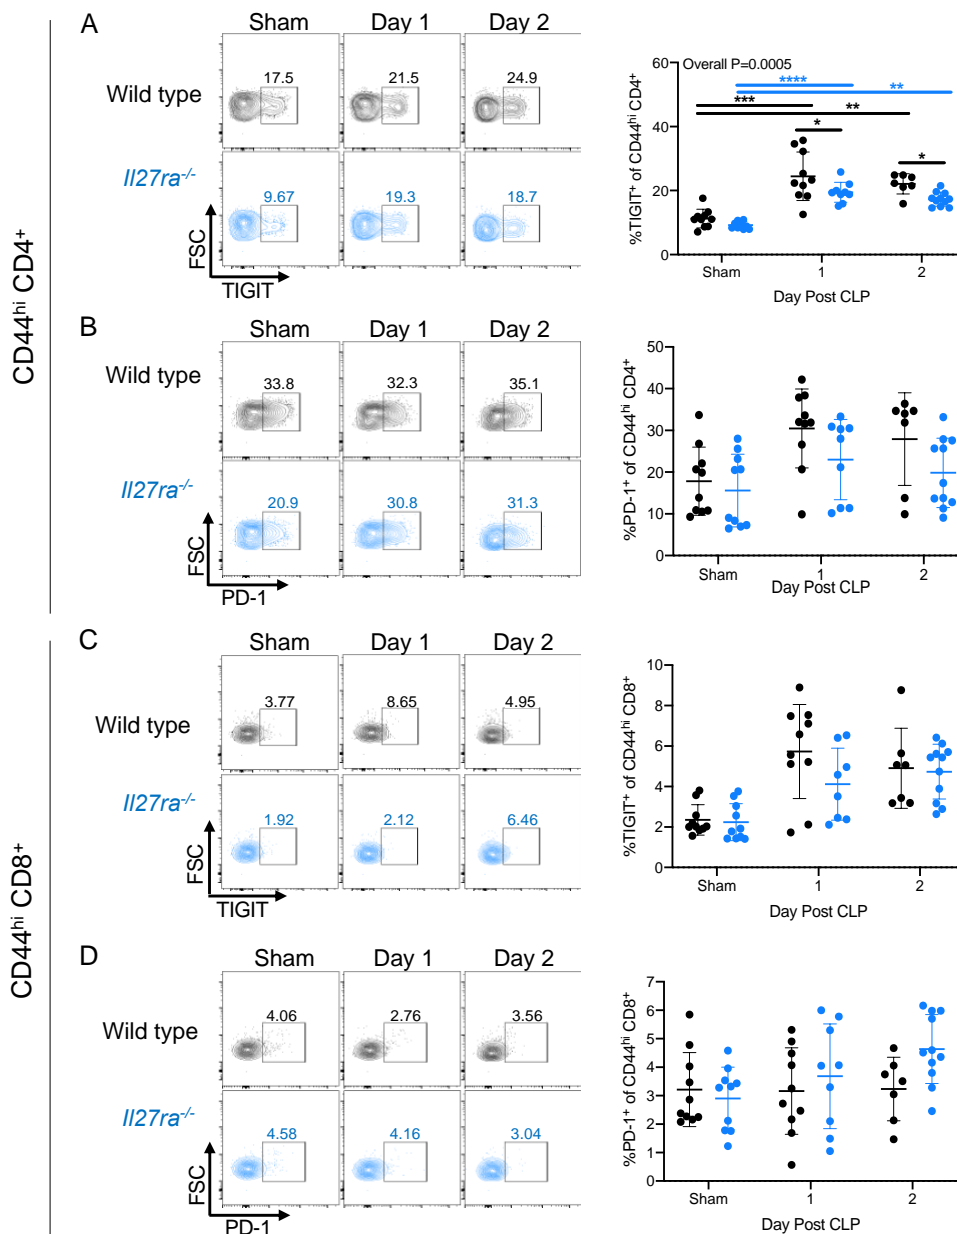 CD44hi CD4+
A
Sham Day 1 Day 2
Wild type
17.5 21.5 24.9
Il27ra-/-
9.67 19.3 18.7
FSC
TIGIT
Overall P=0.0005
**** **
*** **
* *
%TIGIT+ of CD44hi CD4+
60
40
20
0
Sham 1 2
Day Post CLP
B
Sham Day 1 Day 2
Wild type
33.8 32.3 35.1
Il27ra-/-
20.9 30.8 31.3
FSC
PD-1
%PD-1+ of CD44hi CD4+
50
40
30
20
10
0
Sham 1 2
Day Post CLP
CD44hi CD8+
C
Sham Day 1 Day 2
Wild type
3.77 8.65 4.95
Il27ra-/-
1.92 2.12 6.46
FSC
TIGIT
%TIGIT+ of CD44hi CD8+
10
8
6
4
2
0
Sham 1 2
Day Post CLP
D
Sham Day 1 Day 2
Wild type
4.06 2.76 3.56
Il27ra-/-
4.58 4.16 3.04
FSC
PD-1
%PD-1+ of CD44hi CD8+
7
6
5
4
3
2
1
0
Sham 1 2
Day Post CLP